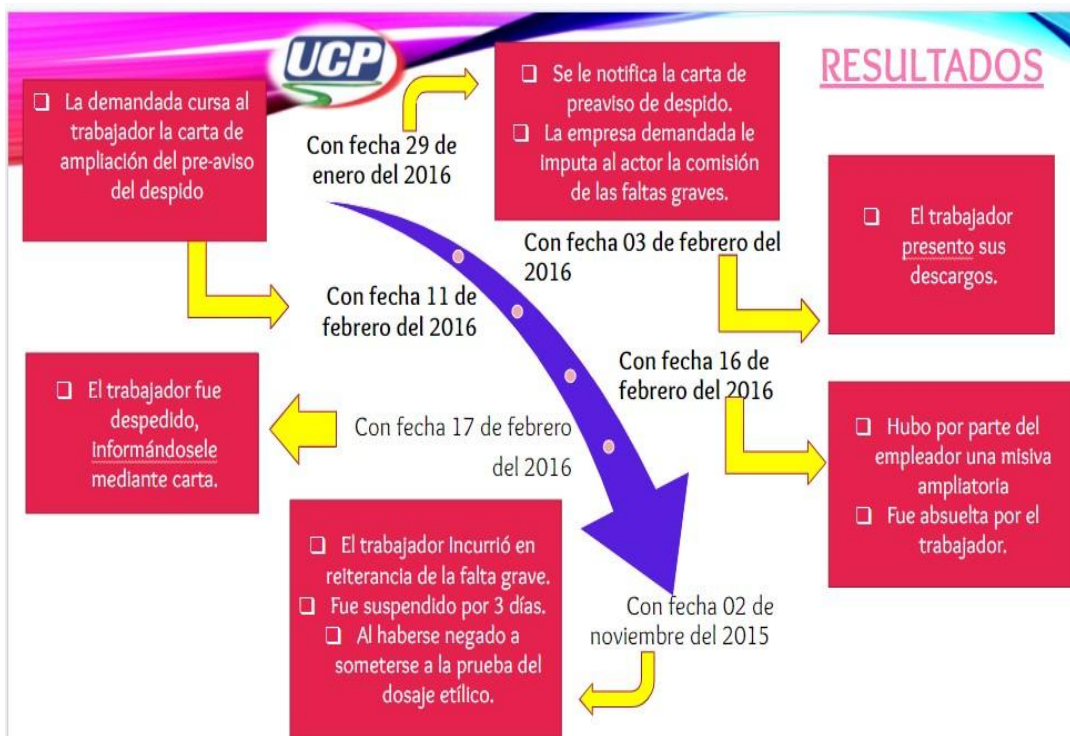 UCP
RESULTADOS
❑ La demandada cursa al
trabajador la carta de
ampliación del pre-aviso
del despido
Con fecha 29 de
enero del 2016
❑ Se le notifica la carta de
preaviso de despido.
❑ La empresa demandada le
imputa al actor la comisión
de las faltas graves.
Con fecha 03 de febrero del
2016
❑ El trabajador
presento sus
descargos.
Con fecha 11 de
febrero del 2016
Con fecha 16 de
febrero del 2016
❑ Hubo por parte del
empleador una misiva
ampliatoria
❑ Fue absuelta por el
trabajador.
Con fecha 17 de febrero
del 2016
❑ El trabajador fue
despedido,
informándosele
mediante carta.
Con fecha 02 de
noviembre del 2015
❑ El trabajador incurrió en
reiterancia de la falta grave.
❑ Fue suspendido por 3 días.
❑ Al haberse negado a
someterse a la prueba del
dosaje etílico.